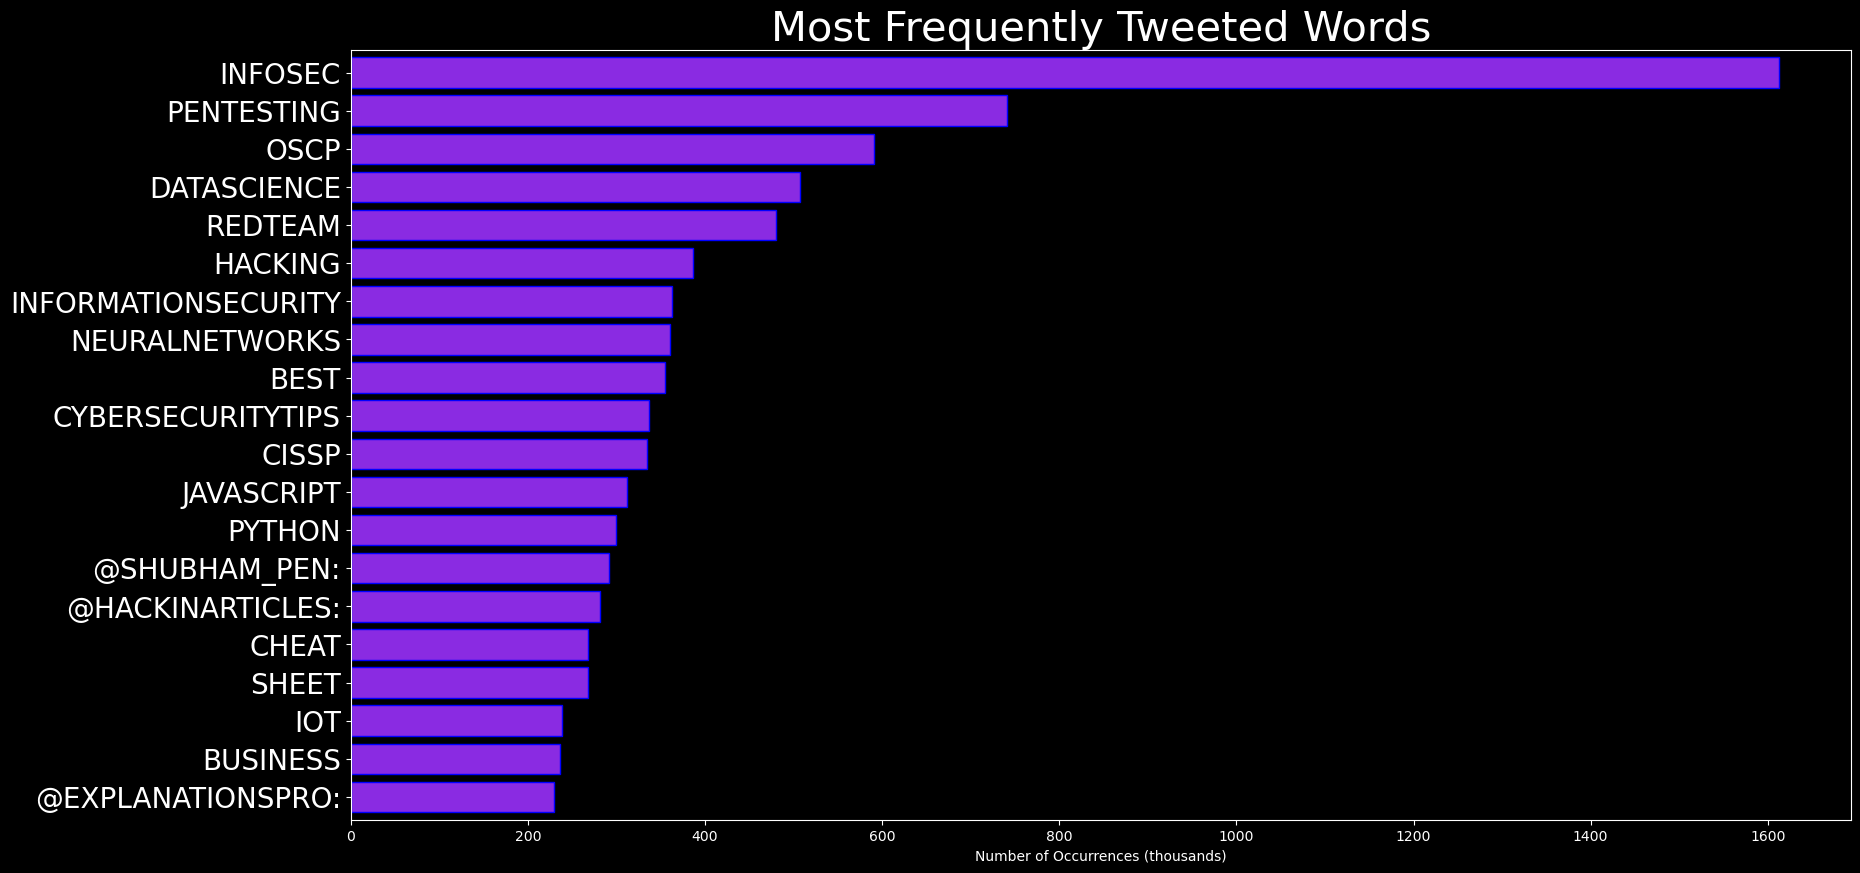 Most Frequently Tweeted Words
INFOSEC
PENTESTING
OSCP
DATASCIENCE
REDTEAM
HACKING
INFORMATIONSECURITY
NEURALNETWORKS
BEST
CYBERSECURITYTIPS
CISSP
JAVASCRIPT
PYTHON
@SHUBHAM_PEN:
@HACKINARTICLES:
CHEAT
SHEET
IOT
BUSINESS
@EXPLANATIONSPRO:
0 200 400 600 800 1000 1200 1400 1600
Number of Occurrences (thousands)